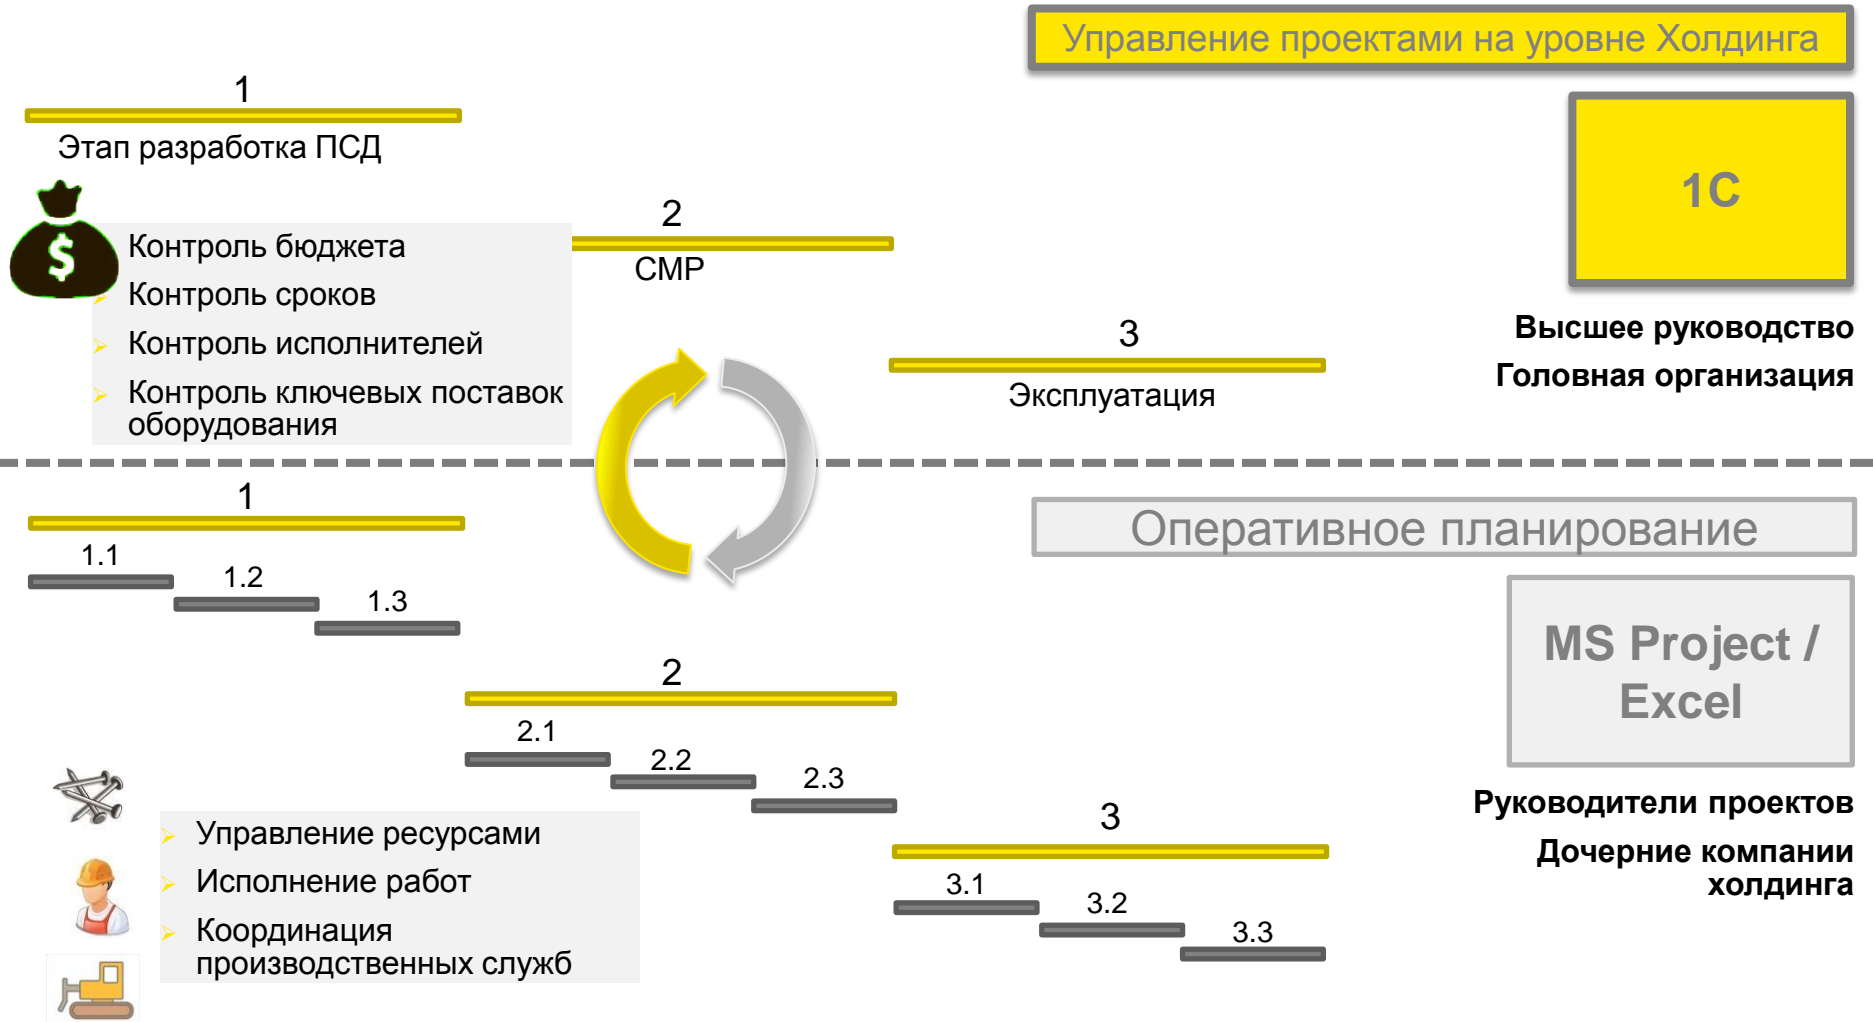 Управление проектами на уровне Холдинга
1
Этап разработка ПСД
1С
$
Контроль бюджета
Контроль сроков
Контроль исполнителей
Контроль ключевых поставок
оборудования
2
СМР
3
Эксплуатация
Высшее руководство
Головная организация
Оперативное планирование
1
1.1
1.2
1.3
MS Project /
Excel
2
2.1
2.2
2.3
Руководители проектов
Дочерние компании
холдинга
Управление ресурсами
Исполнение работ
Координация
производственных служб
3
3.1
3.2
3.3